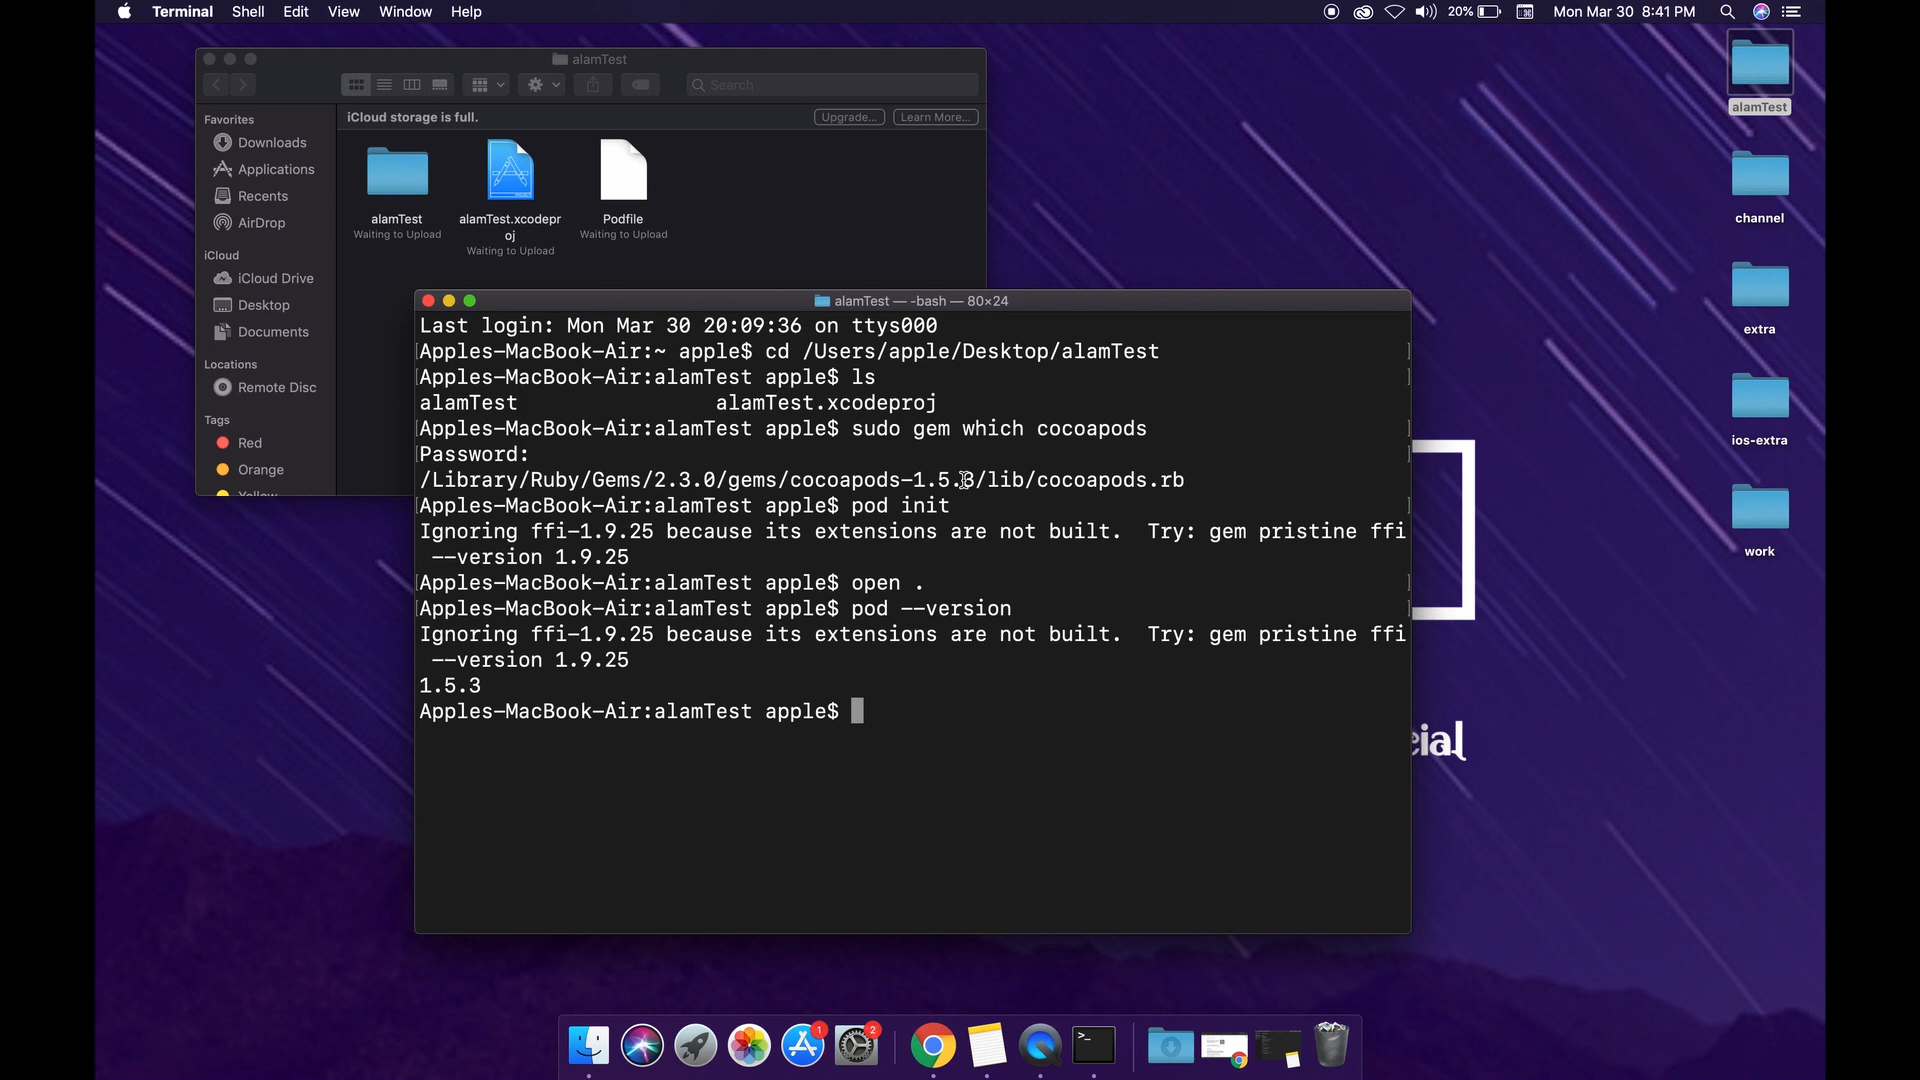 Terminal Shell Edit View Window Help 20% Mon Mar 30 8:41 PM
alamTest
Search
Favorites
Downloads
Applications
Recents
AirDrop
iCloud
iCloud Drive
Desktop
Documents
Locations
Remote Disc
Tags
Red
Orange
Yellow
iCloud storage is full. Upgrade... Learn More...
alamTest
Waiting to Upload
alamTest.xcodepr
oj
Waiting to Upload
Podfile
Waiting to Upload
alamTest — -bash — 80×24
Last login: Mon Mar 30 20:09:36 on ttys000
[Apples-MacBook-Air:~ apple$ cd /Users/apple/Desktop/alamTest ]
[Apples-MacBook-Air:alamTest apple$ ls ]
alamTest alamTest.xcodeproj
[Apples-MacBook-Air:alamTest apple$ sudo gem which cocoapods ]
[Password: ]
/Library/Ruby/Gems/2.3.0/gems/cocoapods-1.5.3/lib/cocoapods.rb
[Apples-MacBook-Air:alamTest apple$ pod init ]
Ignoring ffi-1.9.25 because its extensions are not built. Try: gem pristine ffi
--version 1.9.25
[Apples-MacBook-Air:alamTest apple$ open . ]
[Apples-MacBook-Air:alamTest apple$ pod --version ]
Ignoring ffi-1.9.25 because its extensions are not built. Try: gem pristine ffi
--version 1.9.25
1.5.3
Apples-MacBook-Air:alamTest apple$
alamTest
channel
extra
ios-extra
work
cial
1
2